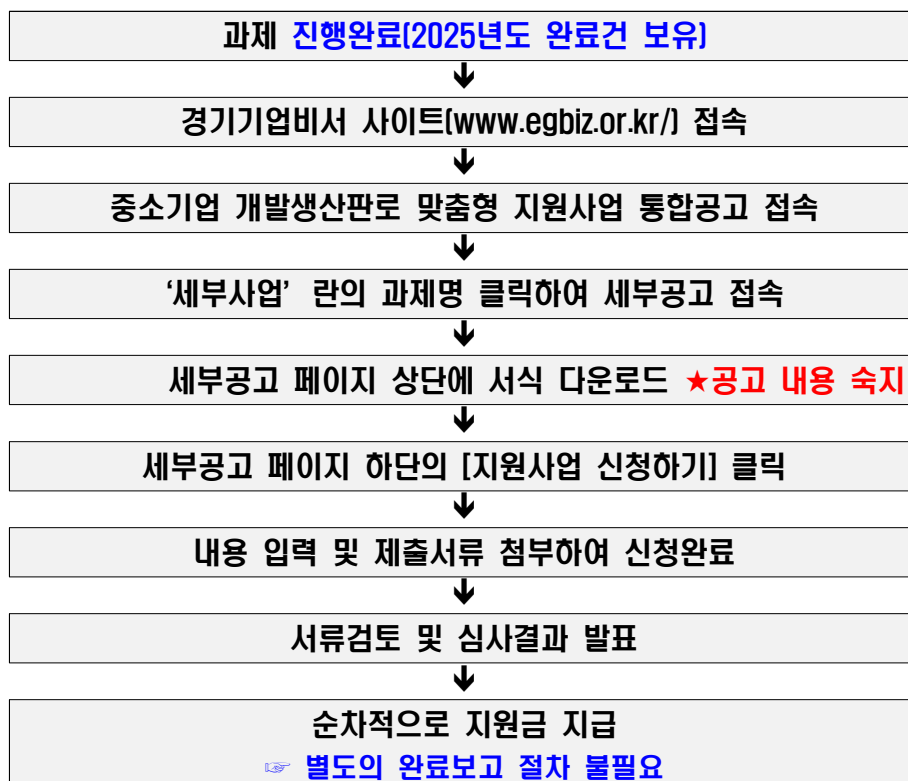 과제 진행완료(2025년도 완료건 보유)
↓
경기기업비서 사이트(www.egbiz.or.kr/) 접속
↓
중소기업 개발생산판로 맞춤형 지원사업 통합공고 접속
↓
‘세부사업’ 란의 과제명 클릭하여 세부공고 접속
↓
세부공고 페이지 상단에 서식 다운로드 ★공고 내용 숙지
↓
세부공고 페이지 하단의 [지원사업 신청하기] 클릭
↓
내용 입력 및 제출서류 첨부하여 신청완료
↓
서류검토 및 심사결과 발표
↓
순차적으로 지원금 지급
☞ 별도의 완료보고 절차 불필요